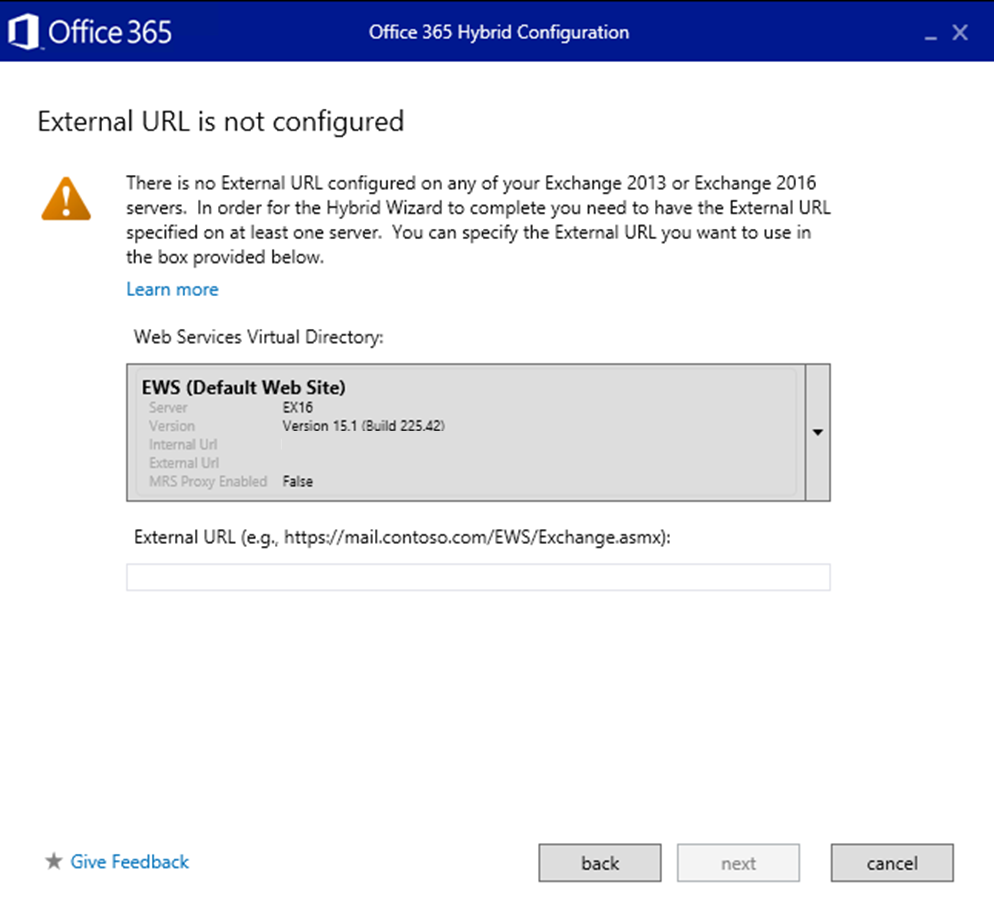 Office 365
Office 365 Hybrid Configuration
External URL is not configured
There is no External URL configured on any of your Exchange 2013 or Exchange 2016
servers.  In order for the Hybrid Wizard to complete you need to have the External URL
specified on at least one server.  You can specify the External URL you want to use in
the box provided below.
Learn more
Web Services Virtual Directory:
EWS (Default Web Site)
Server EX16
Version Version 15.1 (Build 225.42)
Internal Url
External Url
MRS Proxy Enabled False
External URL (e.g., https://mail.contoso.com/EWS/Exchange.asmx):
Give Feedback back next cancel